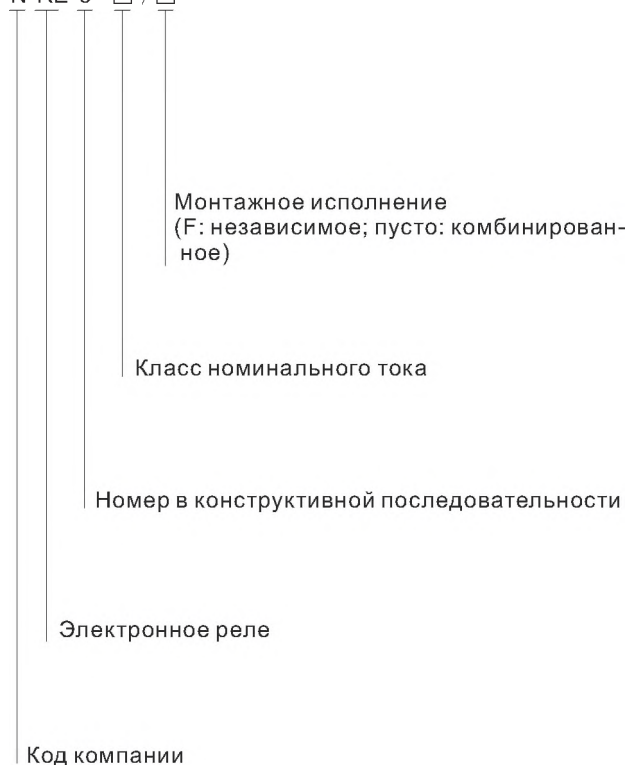 Монтажное исполнение
(F: независимое; пусто: комбинирован-
ное)
Класс номинального тока
Номер в конструктивной последовательности
Электронное реле
Код компании